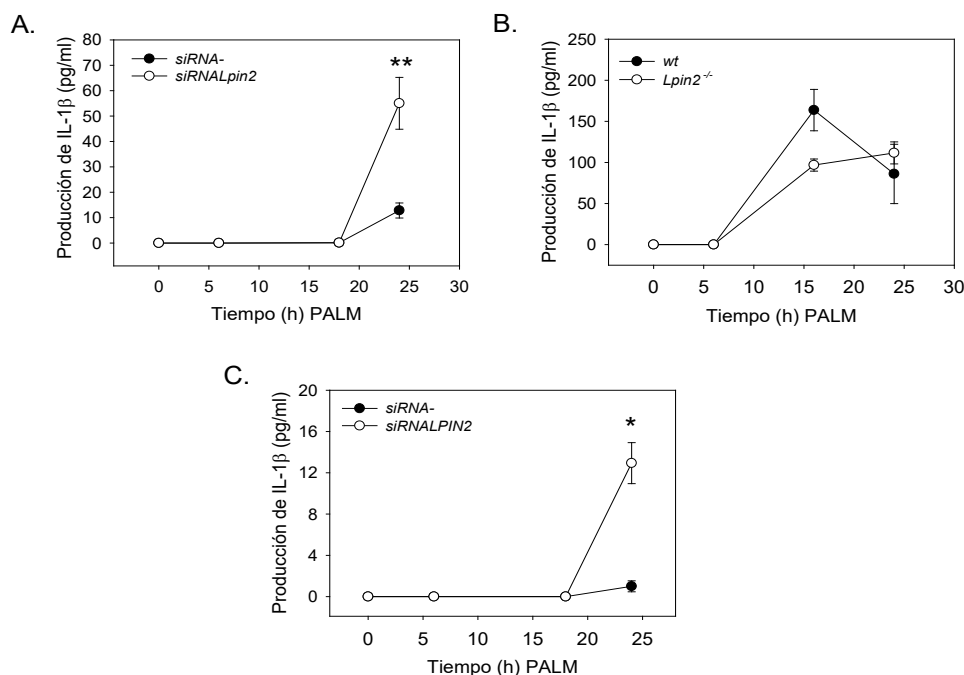 A.
Producción de IL-1β (pg/ml)
80
70
60
50
40
30
20
10
0
siRNA-
siRNALpin2
**
0 5 10 15 20 25 30
Tiempo (h) PALM
B.
Producción de IL-1β (pg/ml)
250
200
150
100
50
0
wt
Lpin2 -/-
0 5 10 15 20 25 30
Tiempo (h) PALM
C.
Producción de IL-1β (pg/ml)
20
16
12
8
4
0
siRNA-
siRNALPIN2
*
0 5 10 15 20 25
Tiempo (h) PALM